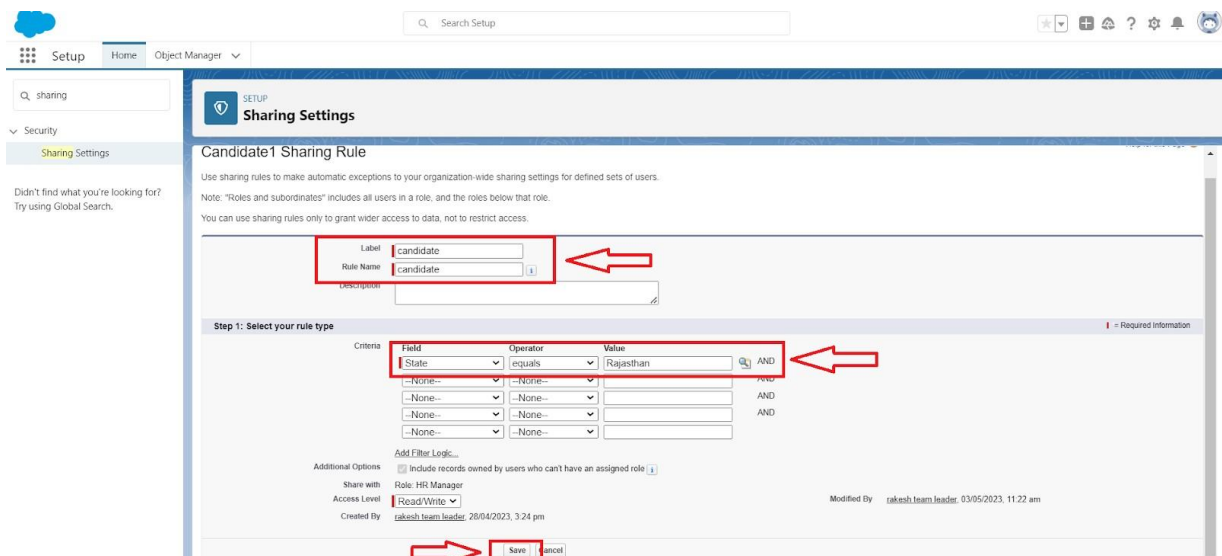 Search Setup
Setup
Home
Object Manager
sharing
Security
Sharing Settings
Didn't find what you're looking for?
Try using Global Search.
SETUP
Sharing Settings
Candidate1 Sharing Rule
Use sharing rules to make automatic exceptions to your organization-wide sharing settings for defined sets of users.
Note: "Roles and subordinates" includes all users in a role, and the roles below that role.
You can use sharing rules only to grant wider access to data, not to restrict access.
Label candidate
Rule Name candidate
Description
Step 1: Select your rule type
= Required Information
Criteria Field Operator Value
State equals Rajasthan AND
--None-- --None-- AND
--None-- --None-- AND
--None-- --None-- AND
--None-- --None--
Add Filter Logic...
Additional Options Include records owned by users who can't have an assigned role
Share with Role: HR Manager
Access Level Read/Write
Modified By rakesh team leader, 03/05/2023, 11:22 am
Created By rakesh team leader, 28/04/2023, 3:24 pm
Save Cancel